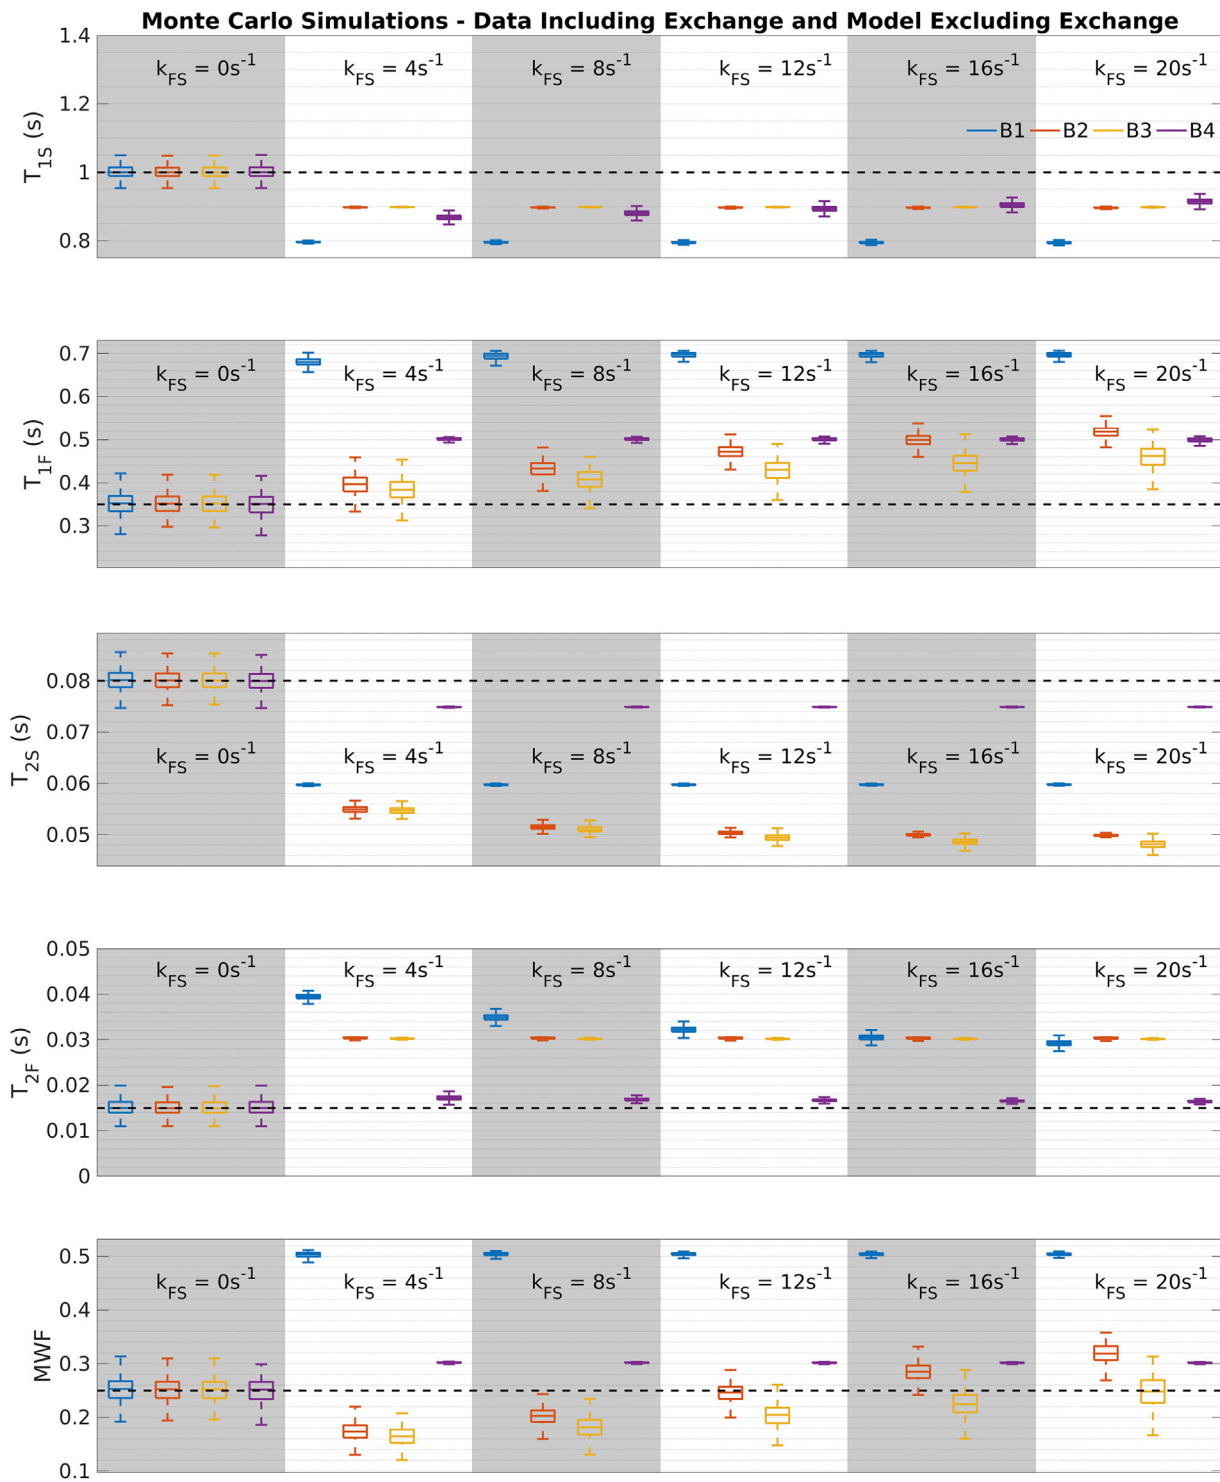 Monte Carlo Simulations - Data Including Exchange and Model Excluding Exchange
T1S (s)
1.4
1.2
1
0.8
kFS = 0s-1
kFS = 4s-1
kFS = 8s-1
kFS = 12s-1
kFS = 16s-1
kFS = 20s-1
B1
B2
B3
B4
T1F (s)
0.7
0.6
0.5
0.4
0.3
kFS = 0s-1
kFS = 4s-1
kFS = 8s-1
kFS = 12s-1
kFS = 16s-1
kFS = 20s-1
T2S (s)
0.08
0.07
0.06
0.05
kFS = 0s-1
kFS = 4s-1
kFS = 8s-1
kFS = 12s-1
kFS = 16s-1
kFS = 20s-1
T2F (s)
0.05
0.04
0.03
0.02
0.01
0
kFS = 0s-1
kFS = 4s-1
kFS = 8s-1
kFS = 12s-1
kFS = 16s-1
kFS = 20s-1
MWF
0.5
0.4
0.3
0.2
0.1
kFS = 0s-1
kFS = 4s-1
kFS = 8s-1
kFS = 12s-1
kFS = 16s-1
kFS = 20s-1